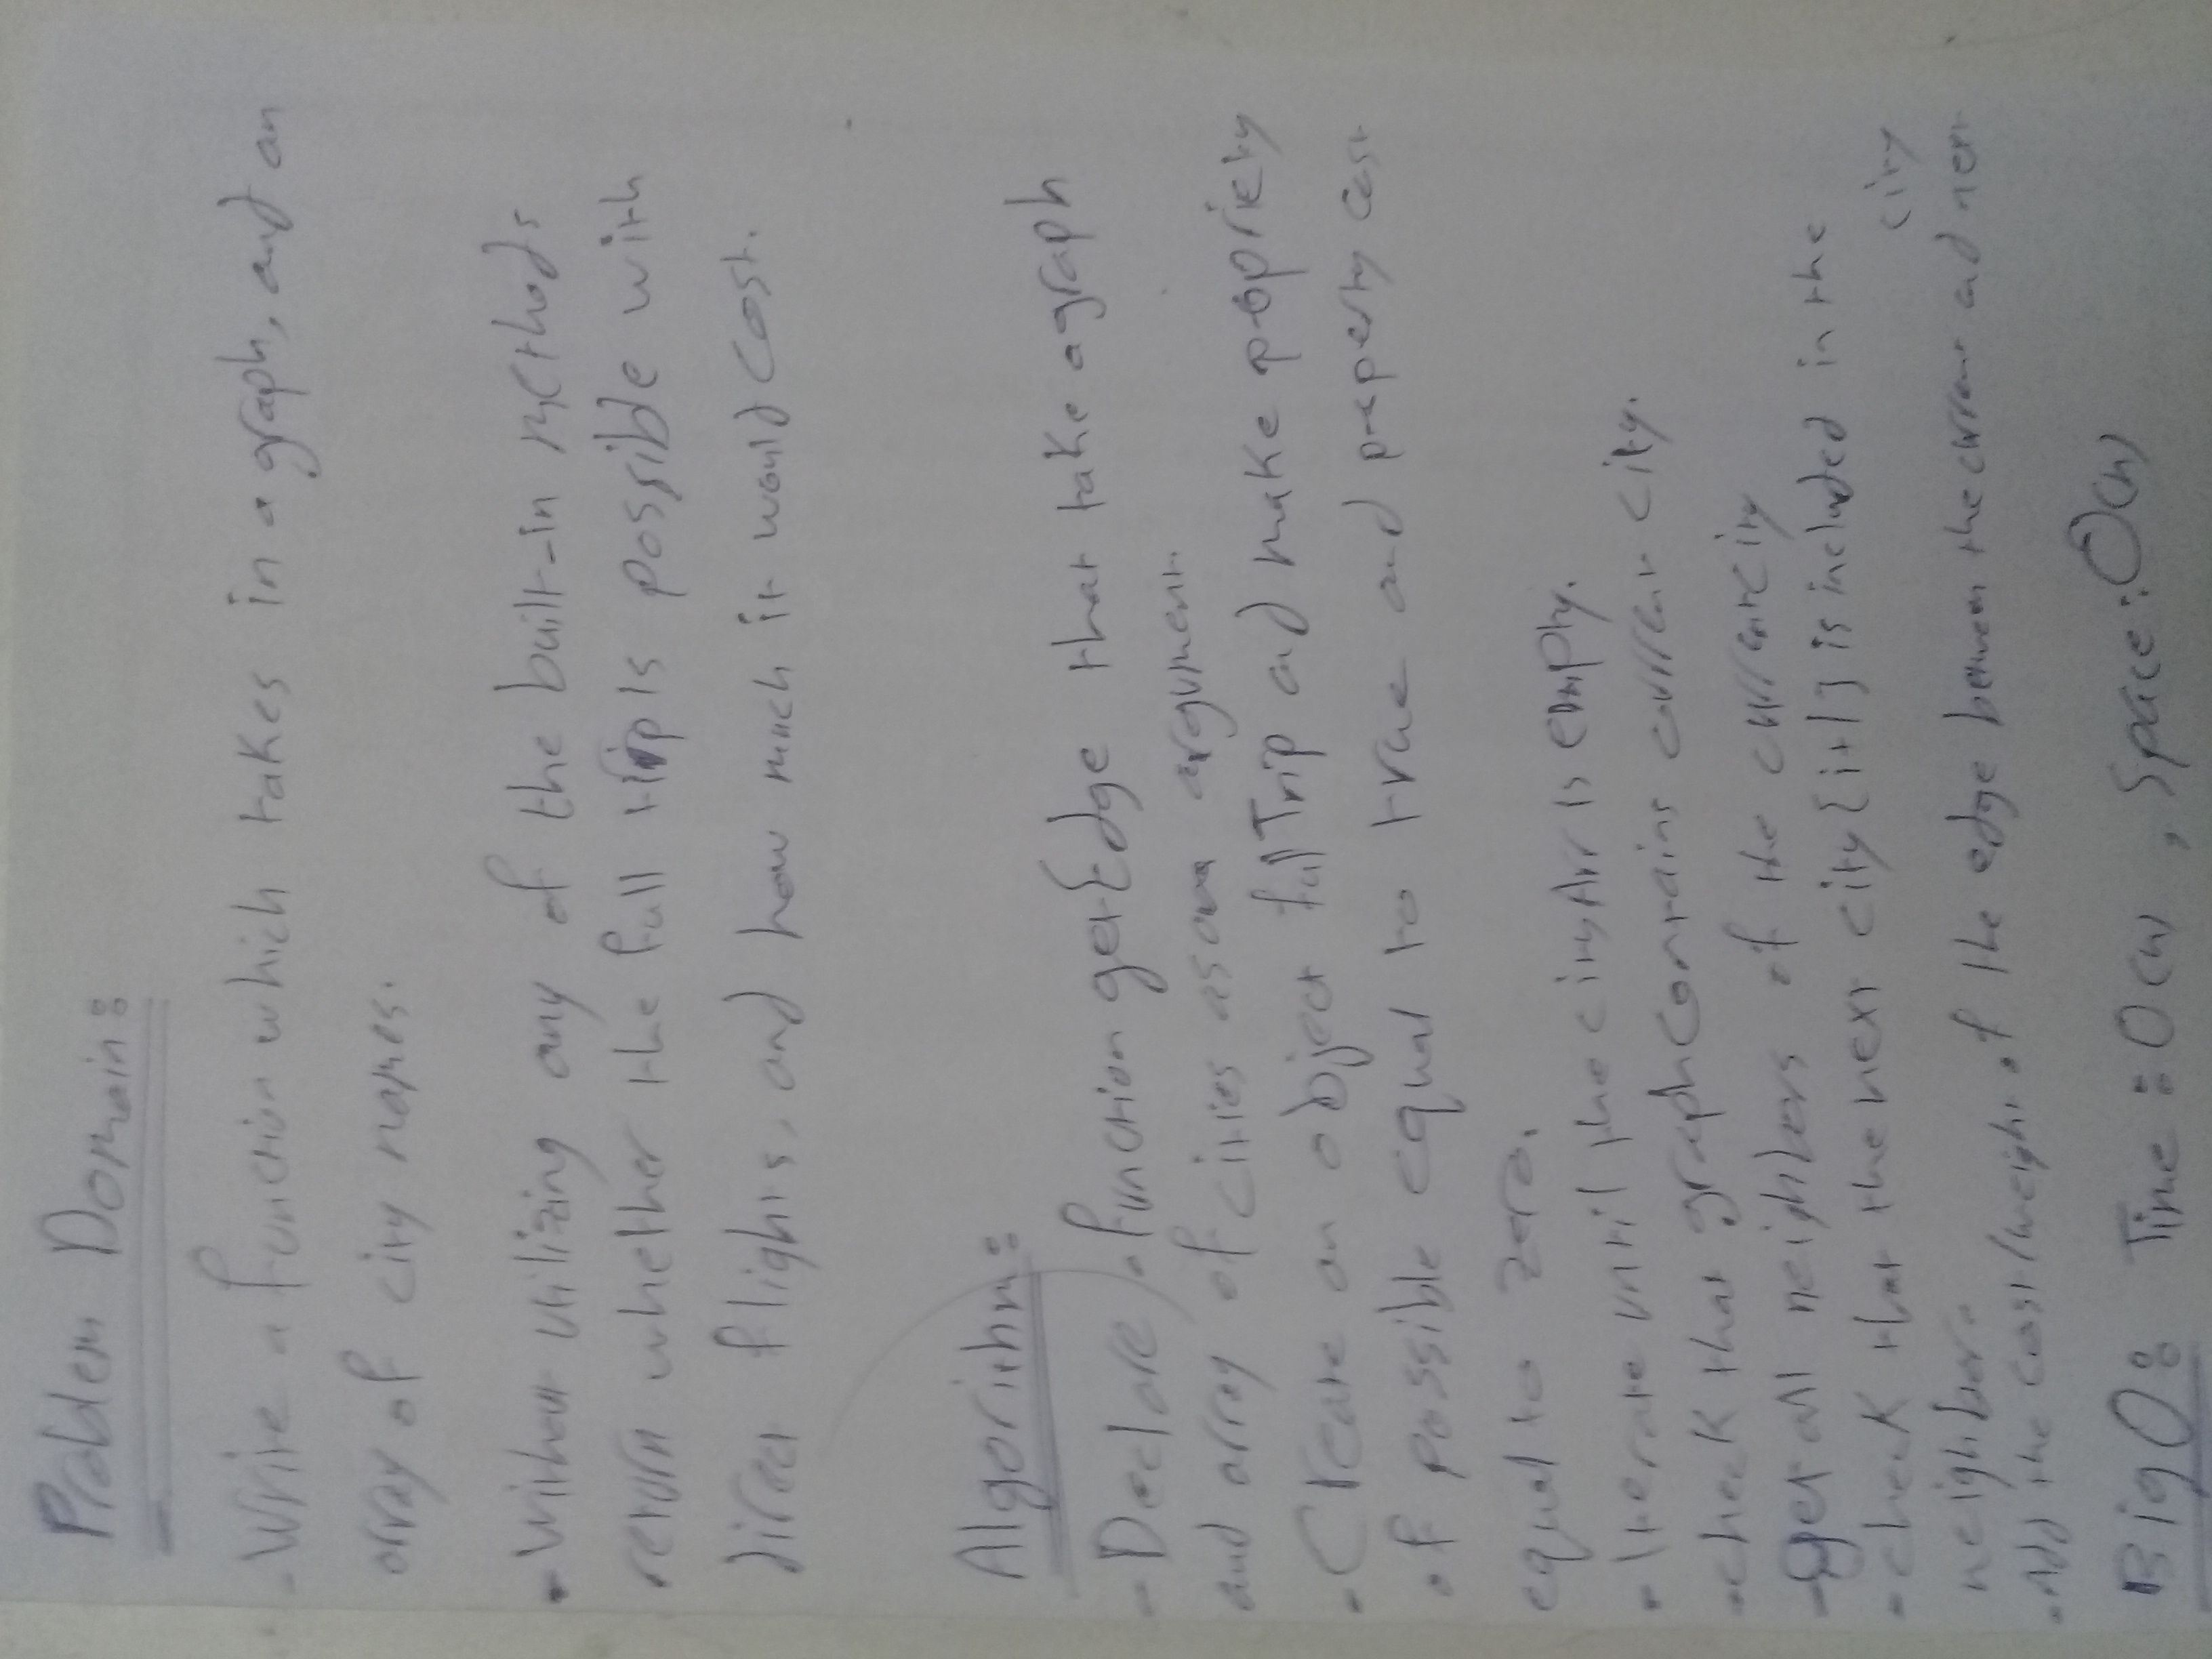 Problem Domain:
- Write a function which takes in a graph, and an
array of city names.
- Without utilizing any of the built-in methods
return whether the full trip is possible with
direct flights, and how much it would cost.
Algorithm:
- Declare a function getEdge that take a graph
and array of cities as argument.
- Create an object fullTrip and make propriety
of possible equal to true and property cost
equal to zero.
- Iterate until the cityArr is empty.
- check that graph contains current city.
- get all neighbors of the current city
- check that the next city [i+1] is included in the
neighbor.
city
- Add the cost/weight of the edge between the current and next
Big O: Time: O(n), Space: O(n)